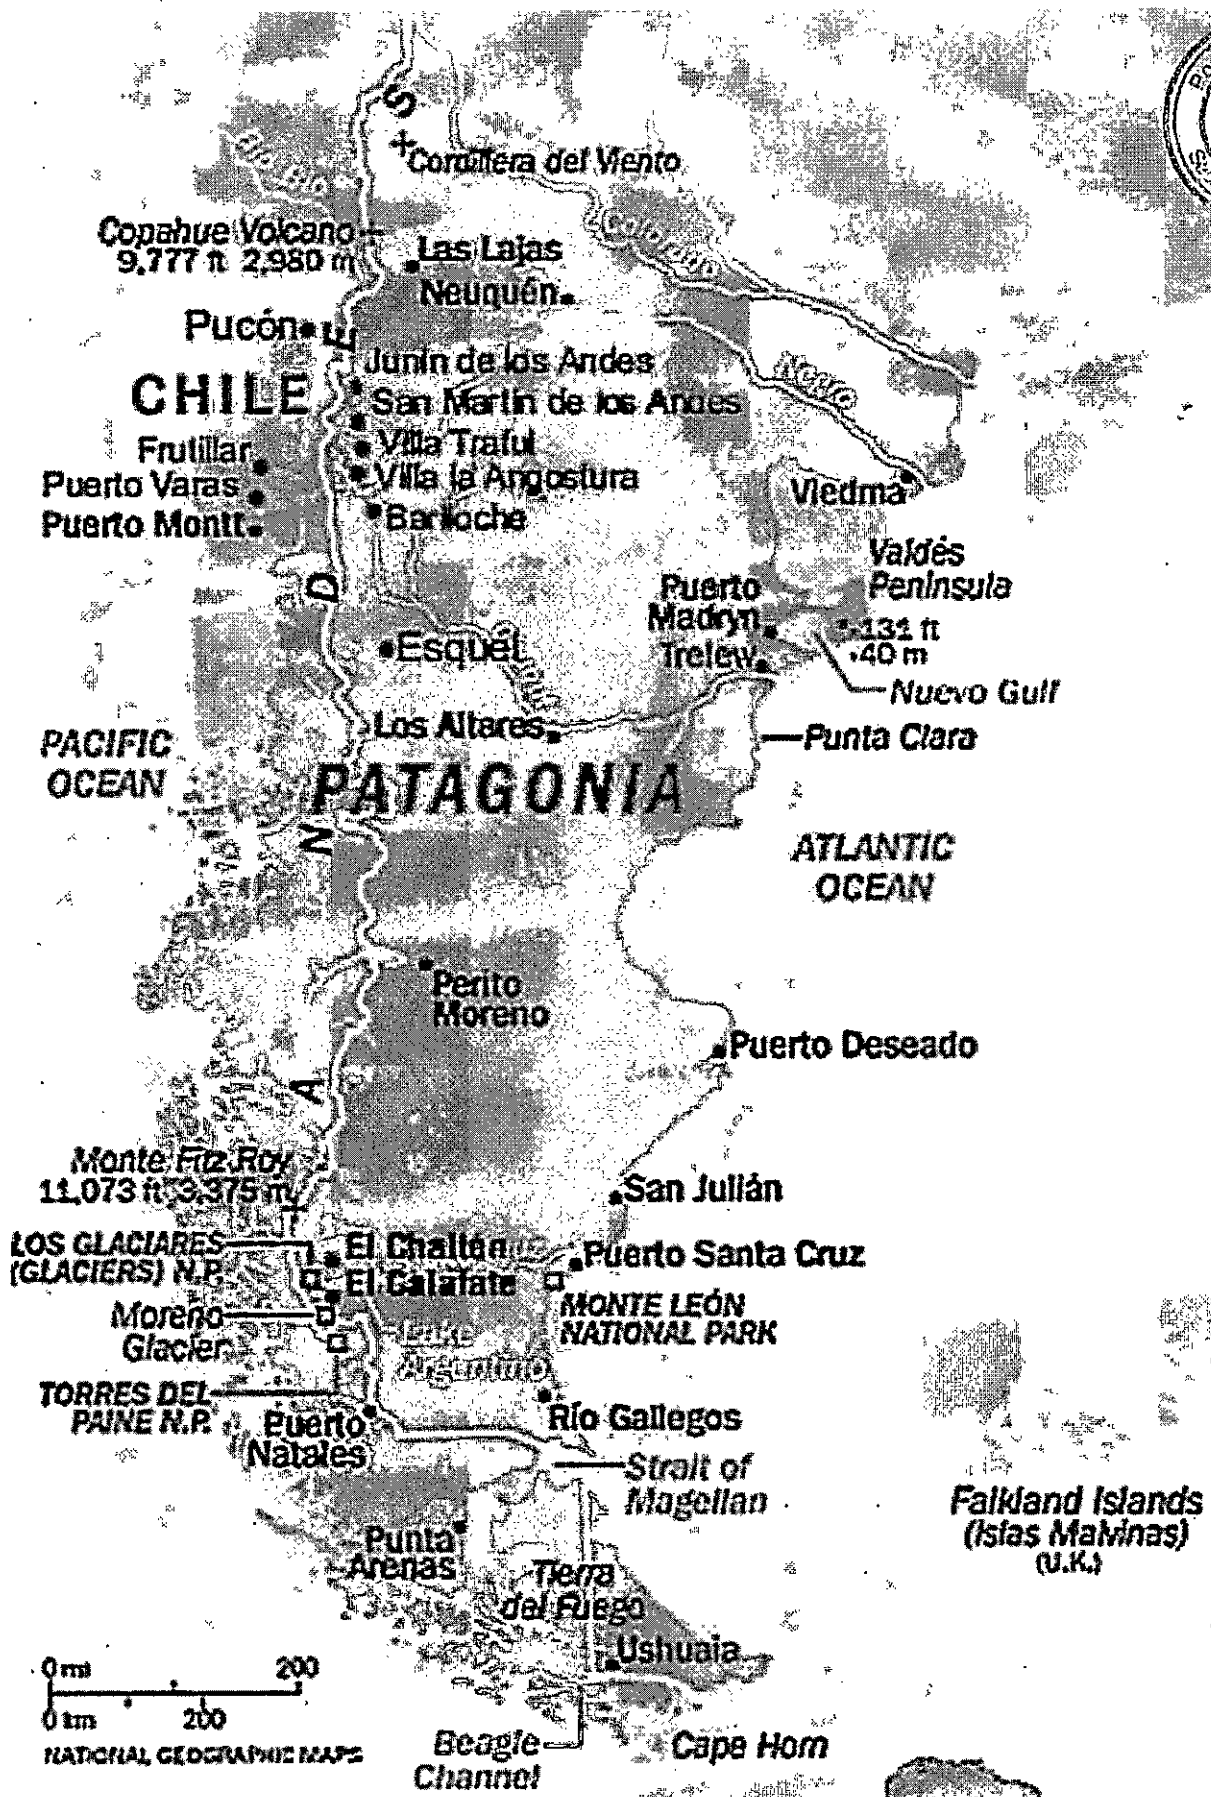 Cordillera del Viento
Colorado
Copahue Volcano
9,777 ft 2,980 m
Las Lajas
Neuquén
Pucón
Junín de los Andes
Negro
CHILE
San Martín de los Andes
Frutillar
Villa Traful
Puerto Varas
Villa la Angostura
Viedma
Puerto Montt
Bariloche
Valdés
Peninsula
Puerto
Madryn
-131 ft
-40 m
Esquel
Trelew
Nuevo Gulf
Los Altares
Punta Clara
PACIFIC
OCEAN
PATAGONIA
ATLANTIC
OCEAN
ANDES
Perito
Moreno
Puerto Deseado
Monte Fitz Roy
11,073 ft 3,375 m
San Julián
LOS GLACIARES
(GLACIERS) N.P.
El Chaltén
Puerto Santa Cruz
El Calafate
Moreno
Glacier
MONTE LEÓN
NATIONAL PARK
Lake
Argentino
TORRES DEL
PAINE N.P.
Puerto
Natales
Río Gallegos
Strait of
Magellan
Falkland Islands
(Islas Malvinas)
(U.K.)
Punta
Arenas
Tierra
del Fuego
Ushuaia
0 mi 200
0 km 200
NATIONAL GEOGRAPHIC MAPS
Beagle
Channel
Cape Horn